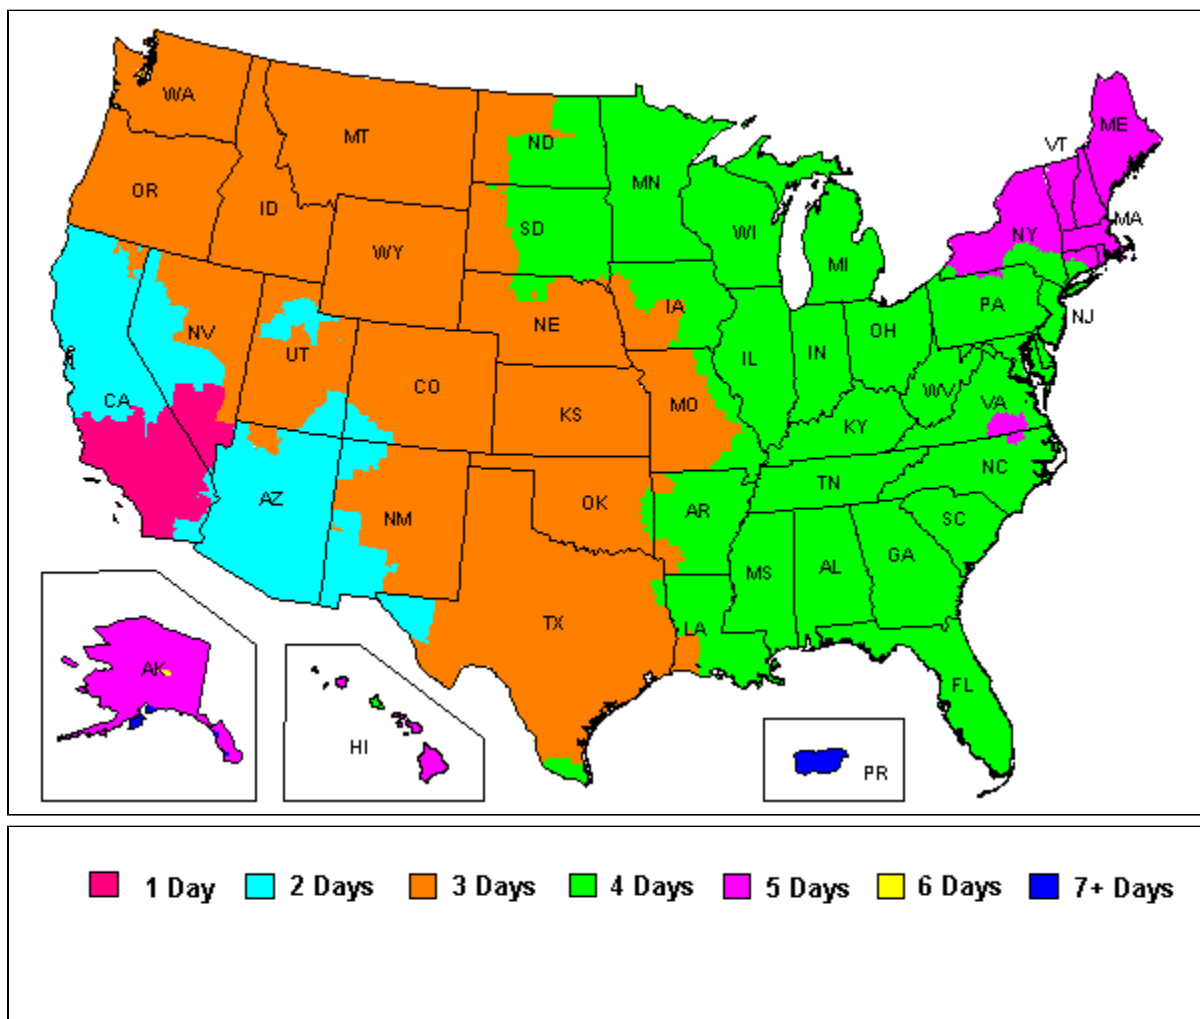 WA
MT
ND
MN
ME
VT
OR
ID
SD
WI
MI
NY
MA
WY
NV
UT
NE
IA
PA
NJ
CA
CO
KS
MO
IL
IN
OH
WV
VA
KY
AZ
NM
OK
AR
TN
NC
SC
MS
AL
GA
TX
LA
FL
AK
HI
PR
1 Day 2 Days 3 Days 4 Days 5 Days 6 Days 7+ Days